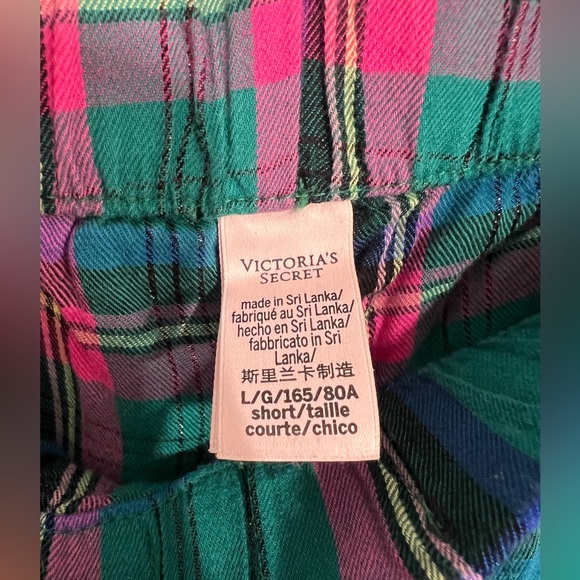 VICTORIA'S
SECRET
made in Sri Lanka/
fabriqué au Sri Lanka/
hecho en Sri Lanka/
fabbricato in Sri
Lanka/
斯里兰卡制造
L/G/165/80A
short/taille
courte/chico